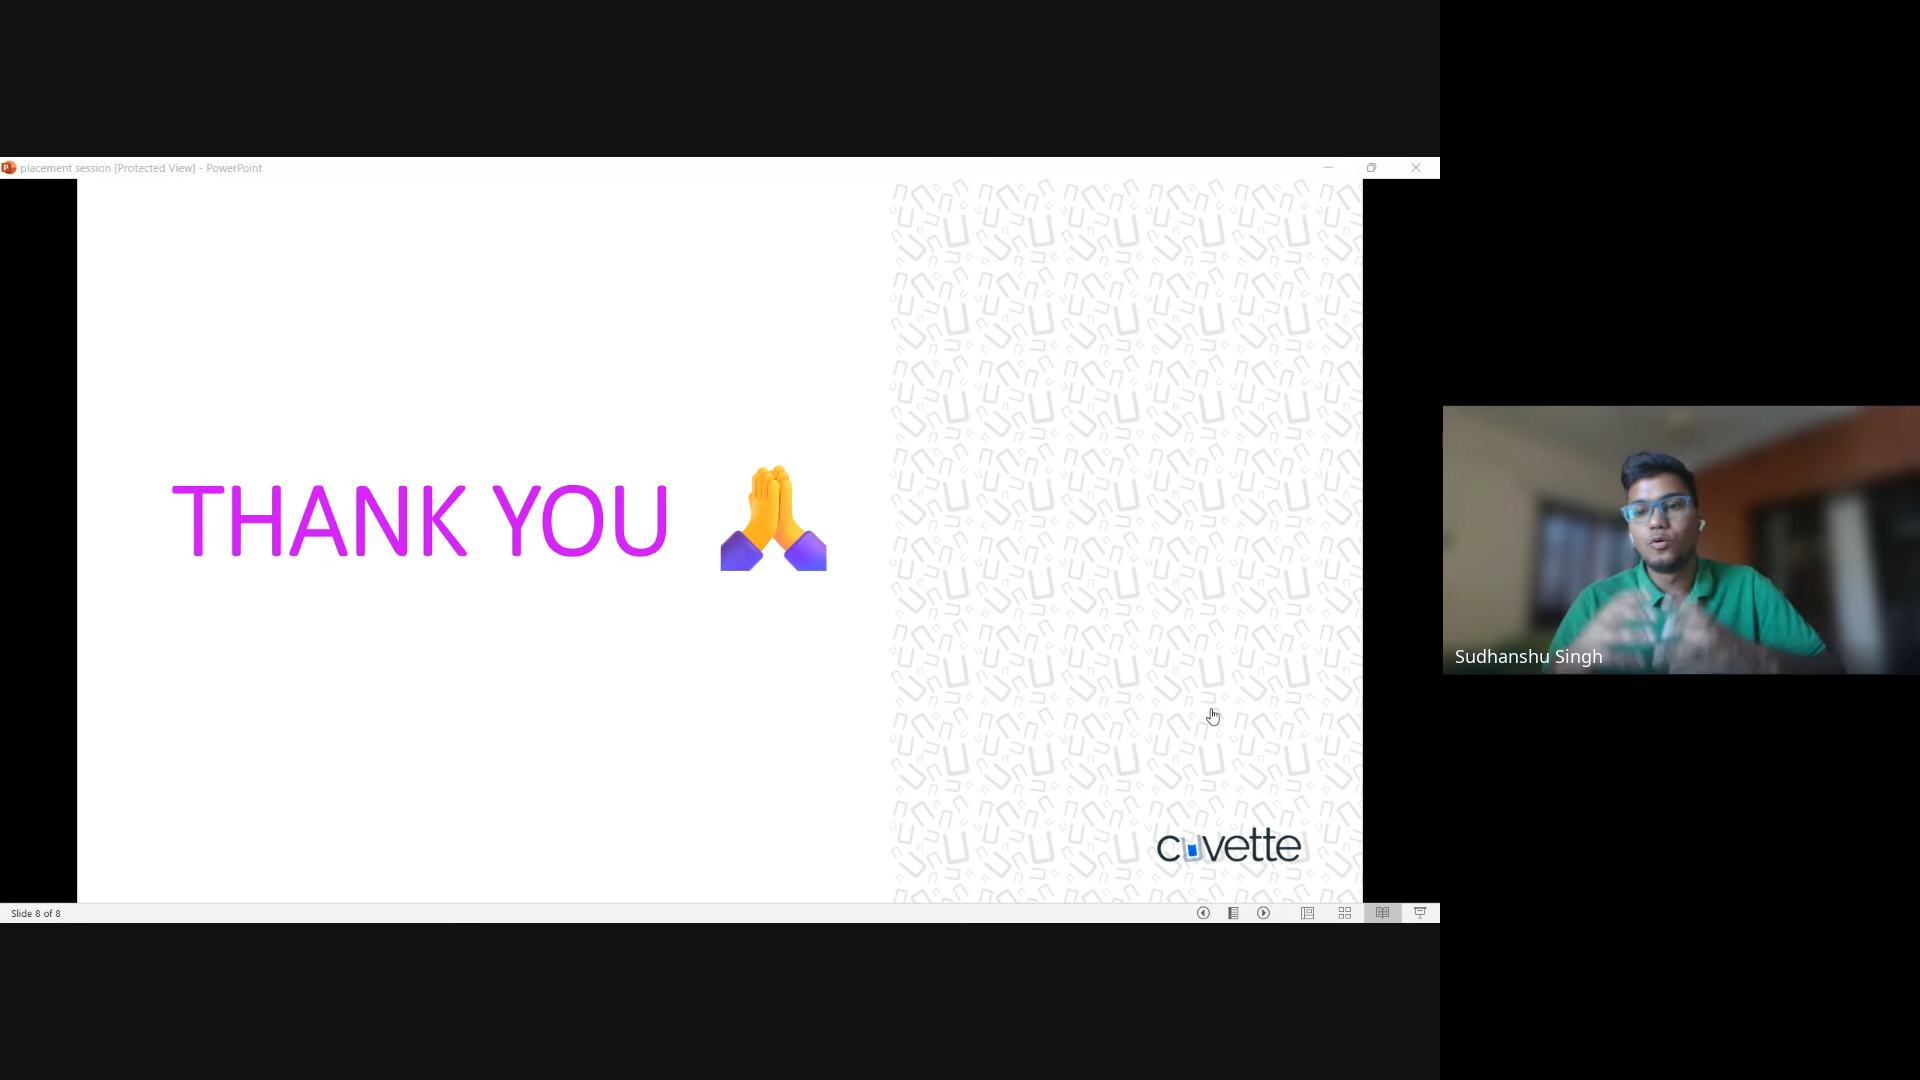 placement session [Protected View] - PowerPoint
THANK YOU
cuvette
Sudhanshu Singh
Slide 8 of 8